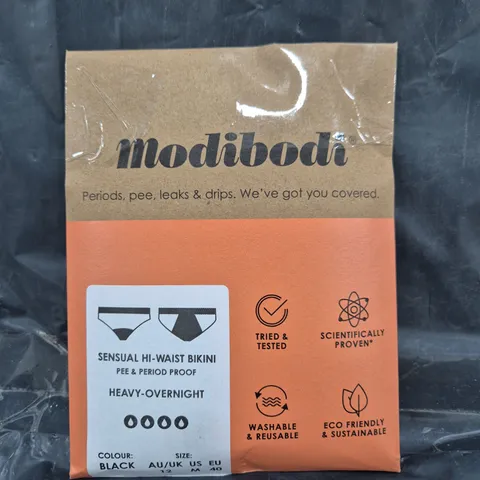 modibodi
Periods, pee, leaks & drips. We've got you covered.
TRIED &
TESTED
SCIENTIFICALLY
PROVEN*
SENSUAL HI-WAIST BIKINI
PEE & PERIOD PROOF
HEAVY-OVERNIGHT
WASHABLE
& REUSABLE
ECO FRIENDLY
& SUSTAINABLE
COLOUR: SIZE:
BLACK AU/UK US EU
12 M 40